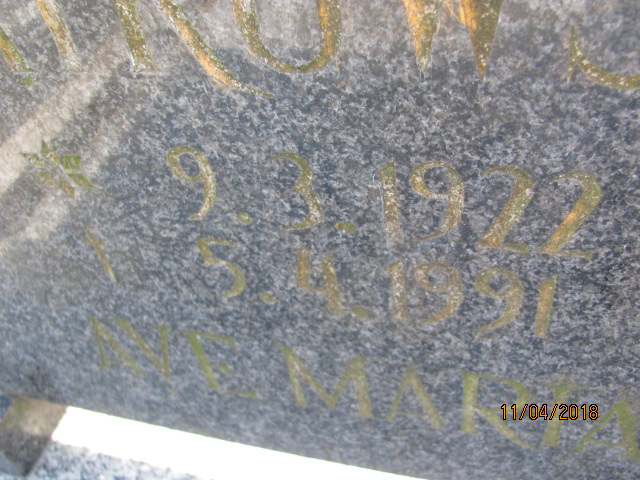 * 9.3.1922
† 5.4.1991
AVE MARIA
11/04/2018